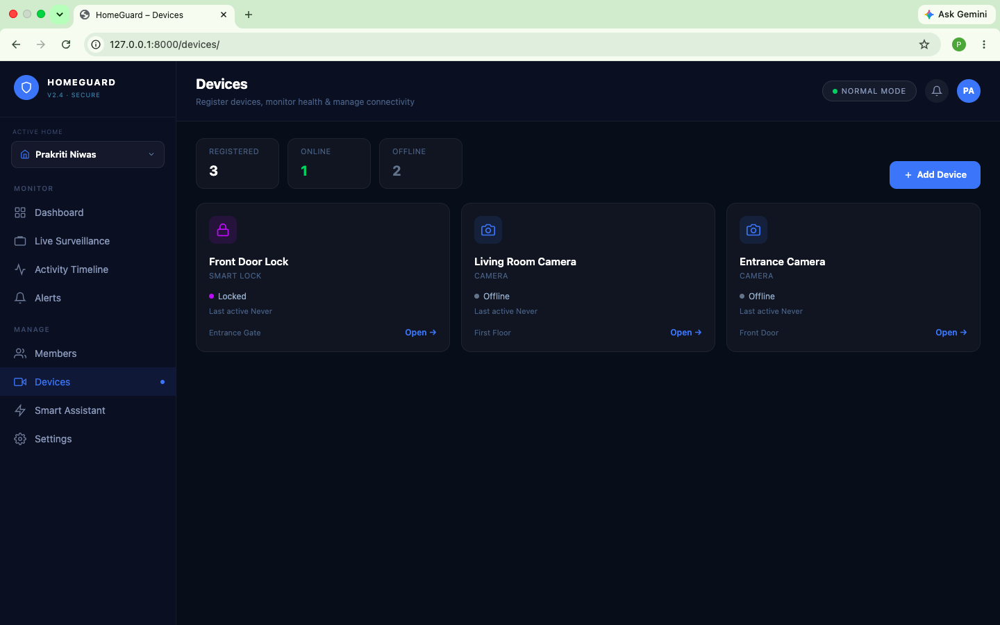 HomeGuard – Devices
Ask Gemini
127.0.0.1:8000/devices/
P
HOMEGUARD
V2.4 · SECURE
ACTIVE HOME
Prakriti Niwas
MONITOR
Dashboard
Live Surveillance
Activity Timeline
Alerts
MANAGE
Members
Devices
Smart Assistant
Settings
Devices
Register devices, monitor health & manage connectivity
NORMAL MODE
PA
REGISTERED
3
ONLINE
1
OFFLINE
2
+ Add Device
Front Door Lock
SMART LOCK
Locked
Last active Never
Entrance Gate
Open →
Living Room Camera
CAMERA
Offline
Last active Never
First Floor
Open →
Entrance Camera
CAMERA
Offline
Last active Never
Front Door
Open →